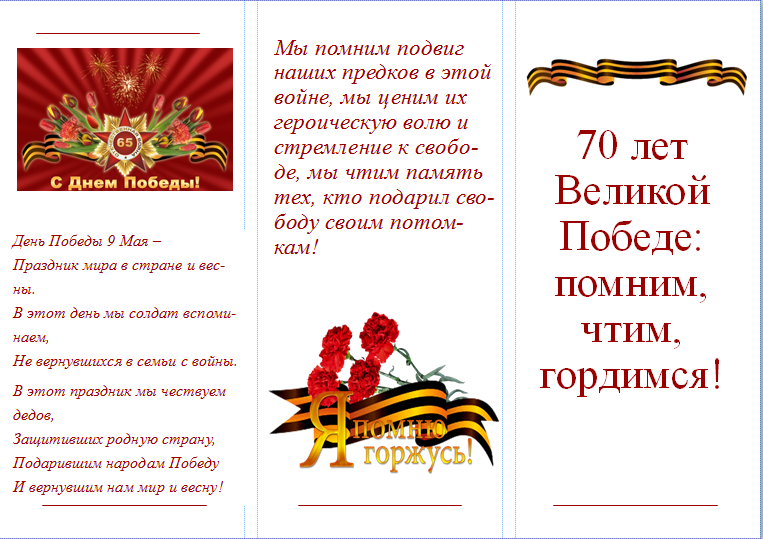 65
С Днем Победы!
День Победы 9 Мая –
Праздник мира в стране и вес-
ны.
В этот день мы солдат вспоми-
наем,
Не вернувшихся в семьи с войны.
В этот праздник мы чествуем
дедов,
Защитивших родную страну,
Подарившим народам Победу
И вернувшим нам мир и весну!
Мы помним подвиг
наших предков в этой
войне, мы ценим их
героическую волю и
стремление к свобо-
де, мы чтим память
тех, кто подарил сво-
боду своим потом-
кам!
Я помню
горжусь!
70 лет
Великой
Победе:
помним,
чтим,
гордимся!